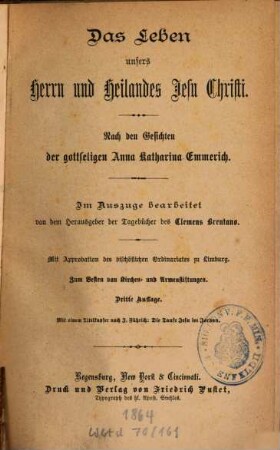 Das Leben
unsers
Herrn und Heilandes Jesu Christi.
Nach den Gesichten
der gottseligen Anna Katharina Emmerich.
Im Auszuge bearbeitet
von dem Herausgeber der Tagebücher des Clemens Brentano.
Mit Approbation des bischöflichen Ordinariates zu Limburg.
Zum Besten von Kirchen- und Armenstiftungen.
Dritte Auflage.
Mit einem Titelkupfer nach J. Führich: Die Taufe Jesu im Jordan.
Regensburg, New York & Cincinnati.
Druck und Verlag von Friedrich Pustet,
Typograph des hl. Apost. Stuhles.
1864